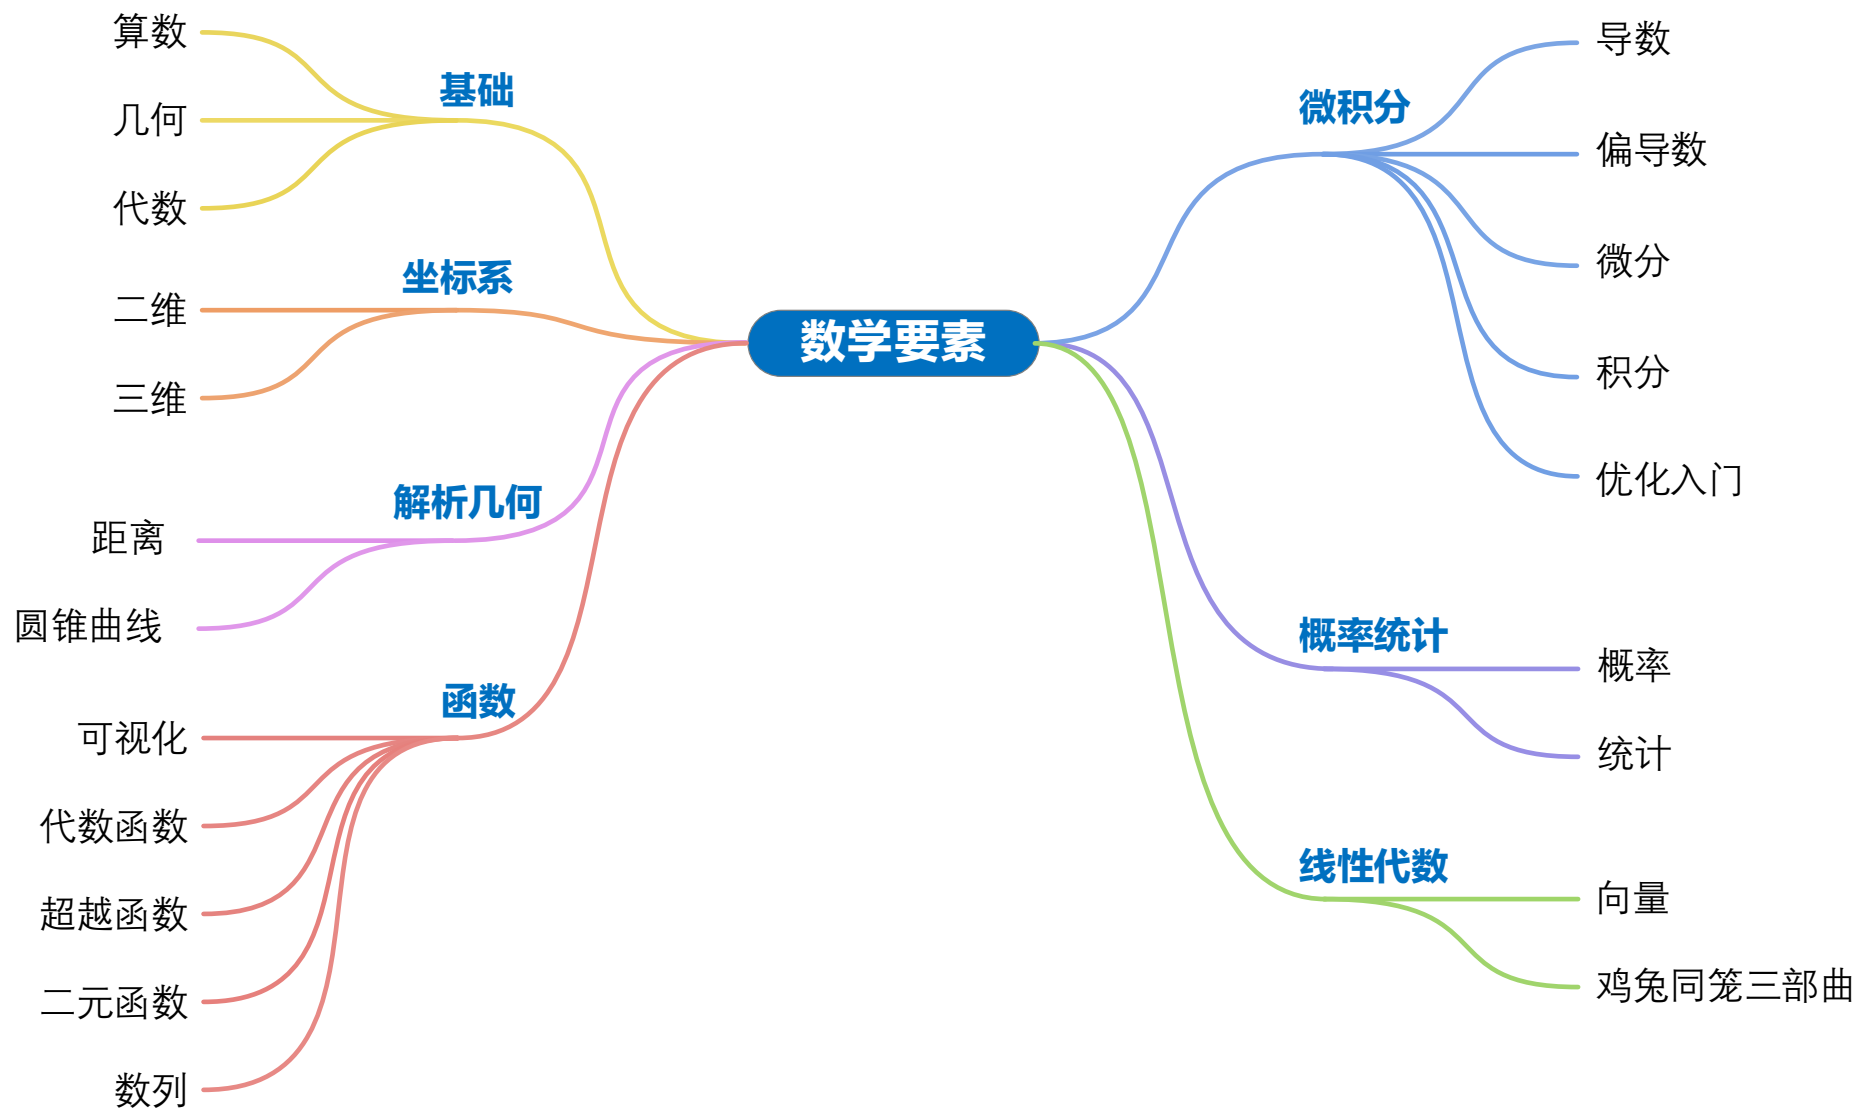 数学要素
基础
算数
几何
代数
坐标系
二维
三维
解析几何
距离
圆锥曲线
函数
可视化
代数函数
超越函数
二元函数
数列
微积分
导数
偏导数
微分
积分
优化入门
概率统计
概率
统计
线性代数
向量
鸡兔同笼三部曲